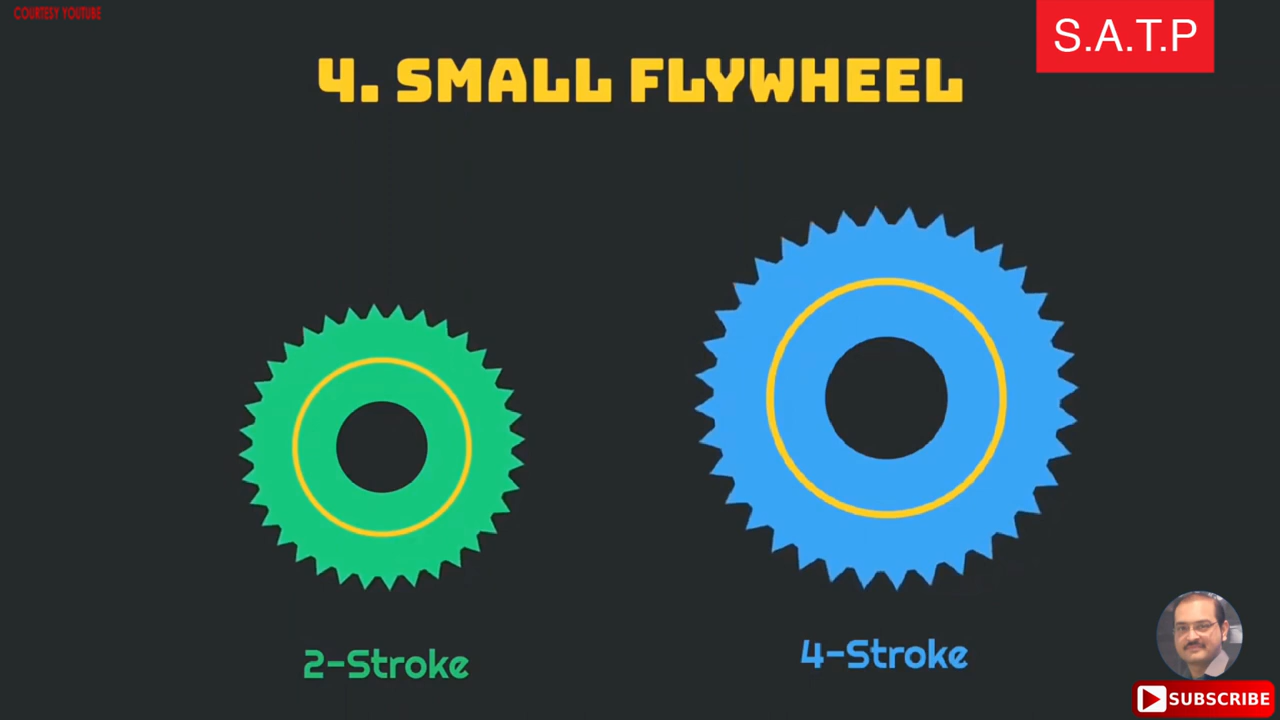 COURTESY YOUTUBE
S.A.T.P
4. SMALL FLYWHEEL
2-Stroke
4-Stroke
SUBSCRIBE